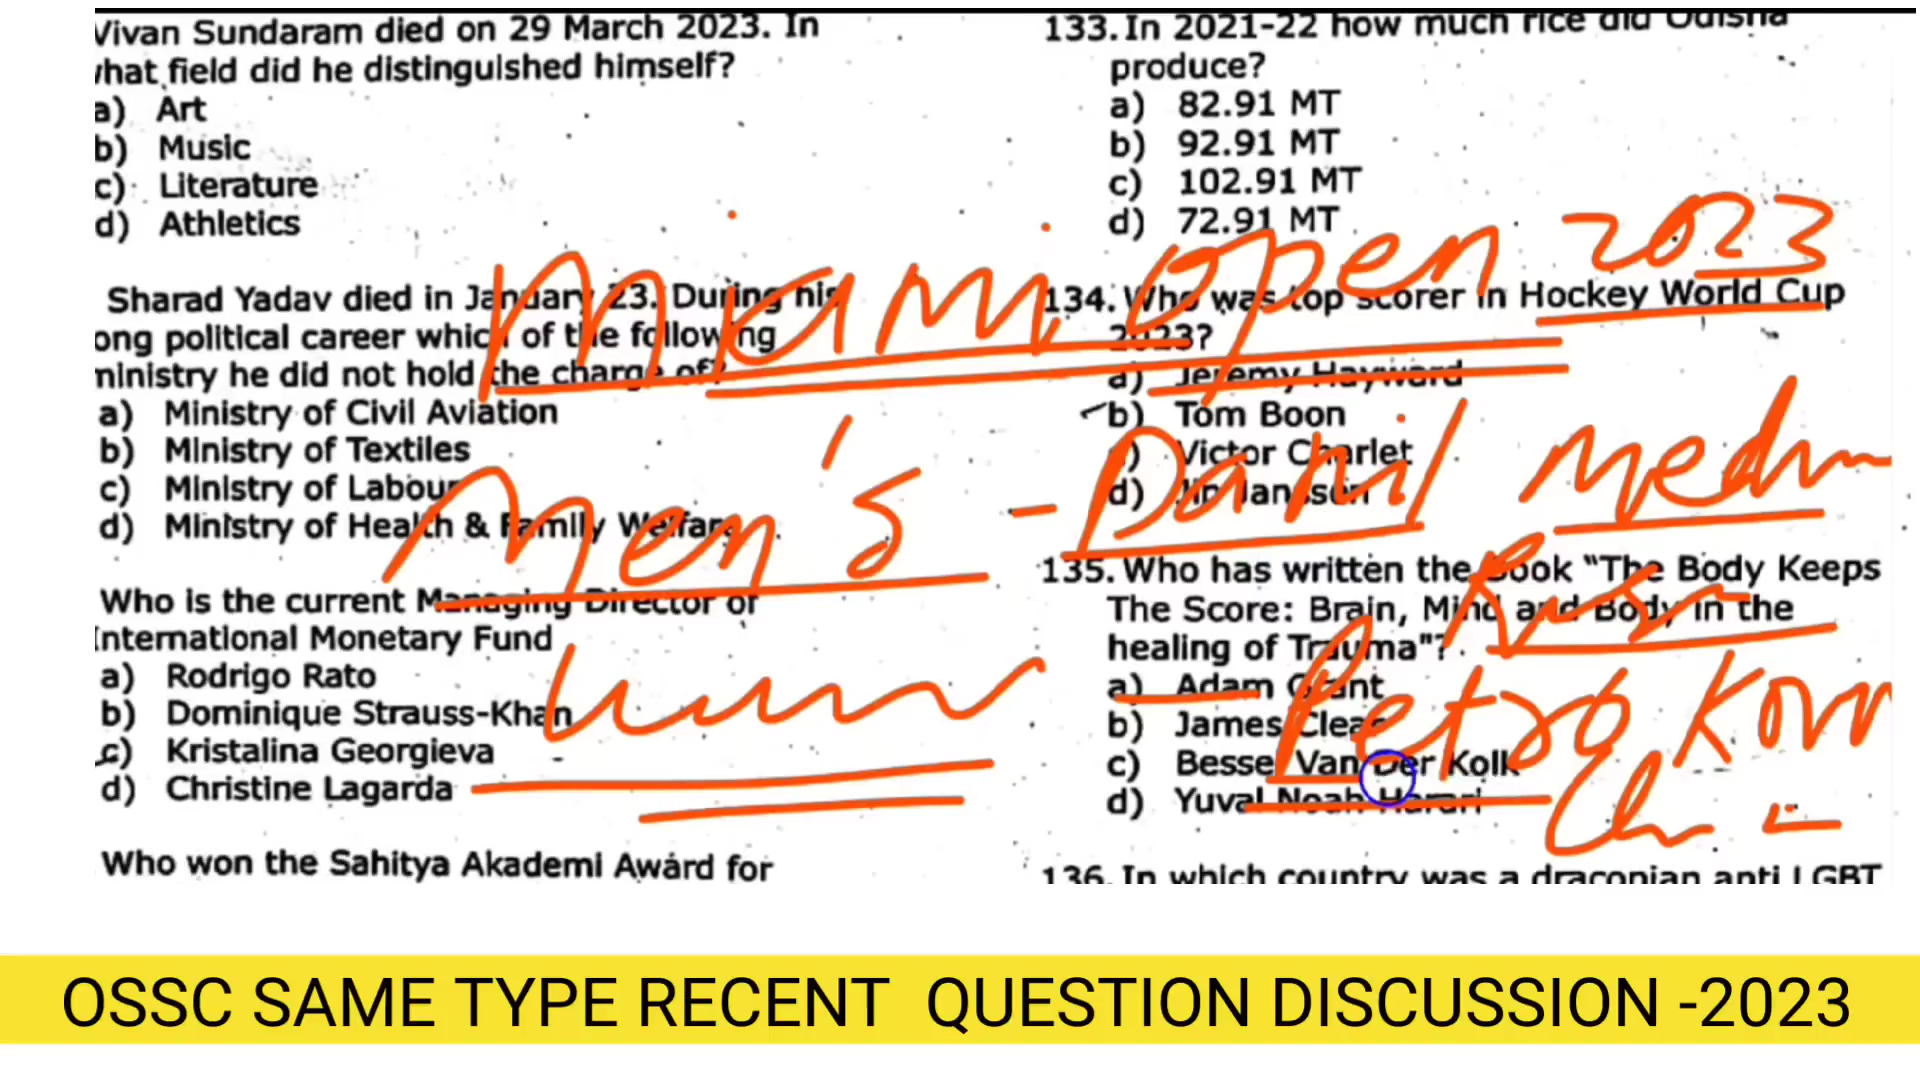 Vivan Sundaram died on 29 March 2023. In
what field did he distinguished himself?
a) Art
b) Music
c) Literature
d) Athletics
Sharad Yadav died in January 23. During his
ong political career which of the following
ministry he did not hold the charge of?
a) Ministry of Civil Aviation
b) Ministry of Textiles
c) Ministry of Labour
d) Ministry of Health & Family Welfare
Who is the current Managing Director of
International Monetary Fund
a) Rodrigo Rato
b) Dominique Strauss-Khan
c) Kristalina Georgieva
d) Christine Lagarda
Who won the Sahitya Akademi Award for
133. In 2021-22 how much rice did Odisha
produce?
a) 82.91 MT
b) 92.91 MT
c) 102.91 MT
d) 72.91 MT
134. Who was top scorer in Hockey World Cup
2023?
a) Jeremy Hayward
b) Tom Boon
c) Victor Charlet
d) Jip Janssen
135. Who has written the Book "The Body Keeps
The Score: Brain, Mind and Body in the
healing of Trauma"?
a) Adam Grant
b) James Clear
c) Bessel Van Der Kolk
d) Yuval Noah Harari
136. In which country was a draconian anti LGBT
Miami open 2023
Men's - Danil
OSSC SAME TYPE RECENT QUESTION DISCUSSION -2023